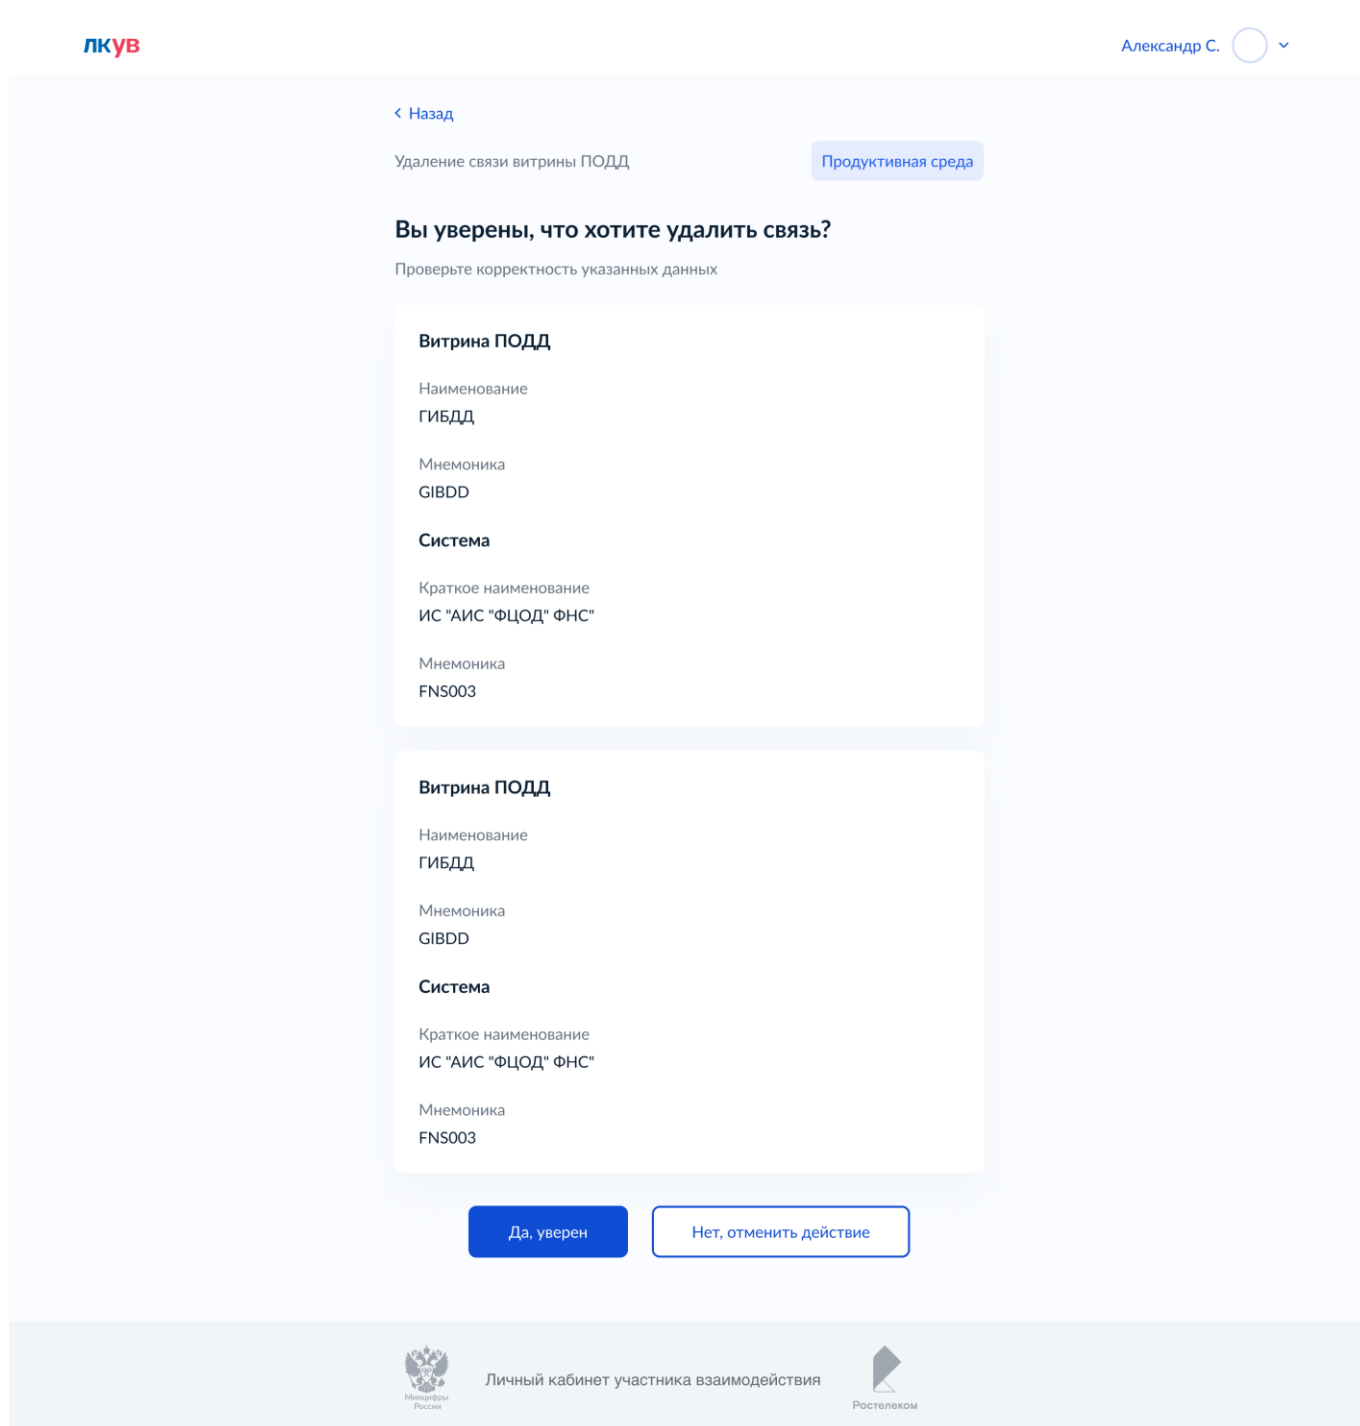 ЛКУВ
Александр С.
Назад
Удаление связи витрины ПОДД
Продуктивная среда
Вы уверены, что хотите удалить связь?
Проверьте корректность указанных данных
Витрина ПОДД
Наименование
ГИБДД
Мнемоника
GIBDD
Система
Краткое наименование
ИС "АИС "ФЦОД" ФНС"
Мнемоника
FNS003
Витрина ПОДД
Наименование
ГИБДД
Мнемоника
GIBDD
Система
Краткое наименование
ИС "АИС "ФЦОД" ФНС"
Мнемоника
FNS003
Да, уверен
Нет, отменить действие
Минцифры
России
Личный кабинет участника взаимодействия
Ростелеком